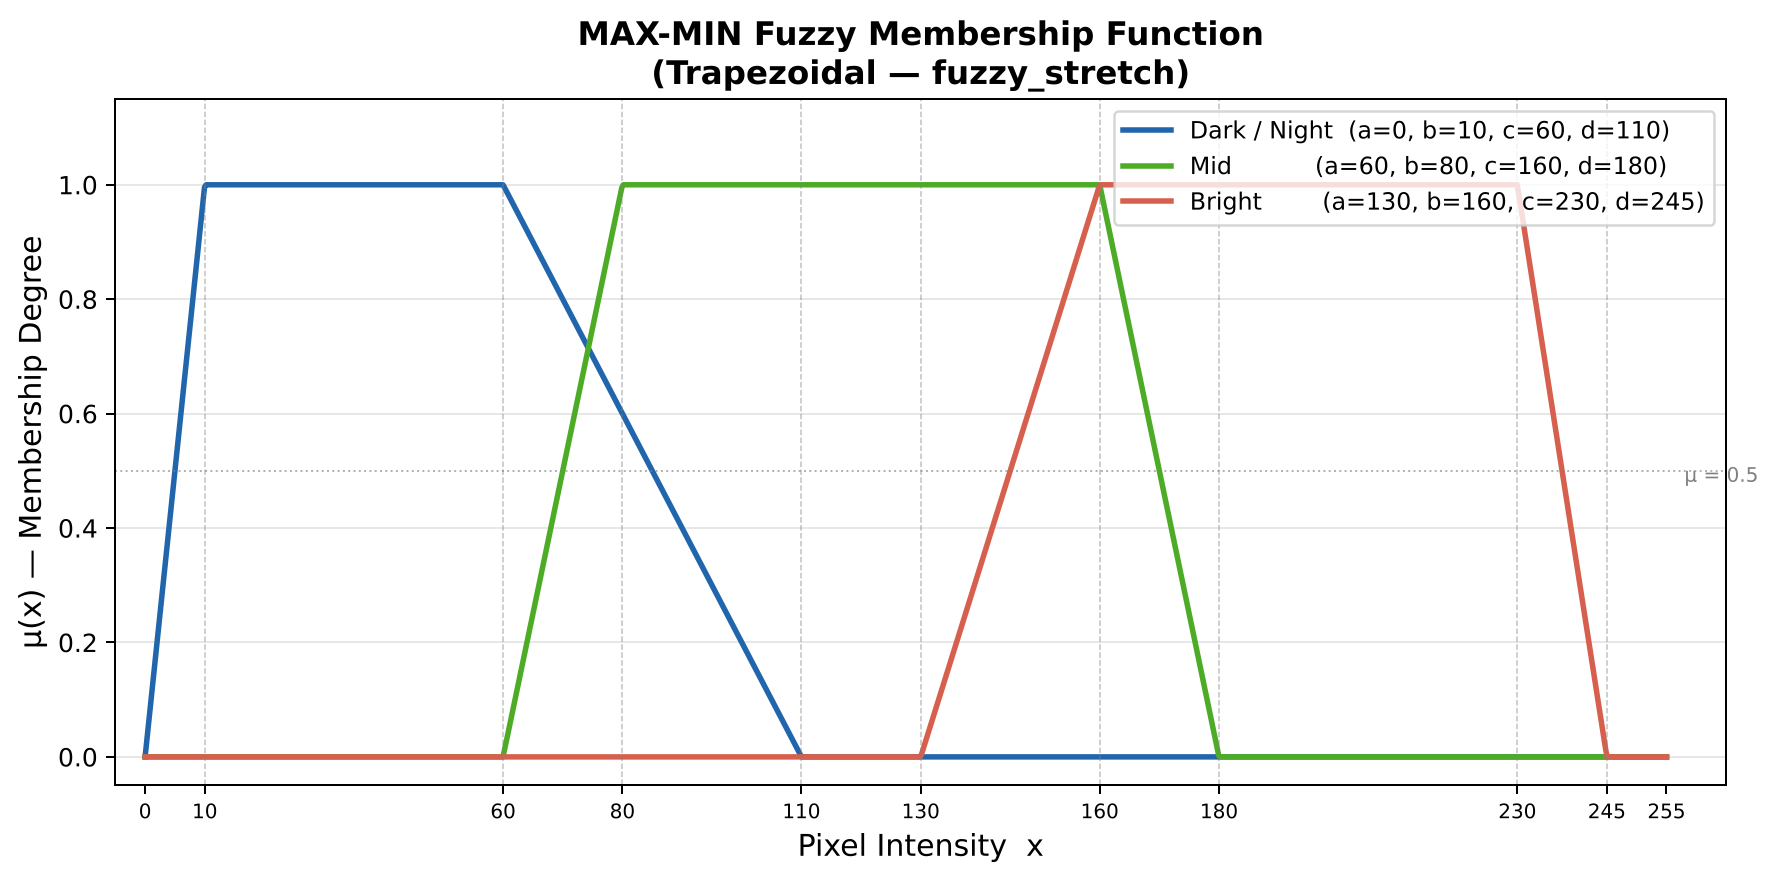 MAX-MIN Fuzzy Membership Function
(Trapezoidal — fuzzy_stretch)
Dark / Night (a=0, b=10, c=60, d=110)
Mid (a=60, b=80, c=160, d=180)
Bright (a=130, b=160, c=230, d=245)
μ(x) — Membership Degree
1.0
0.8
0.6
0.4
0.2
0.0
μ = 0.5
0 10 60 80 110 130 160 180 230 245 255
Pixel Intensity x